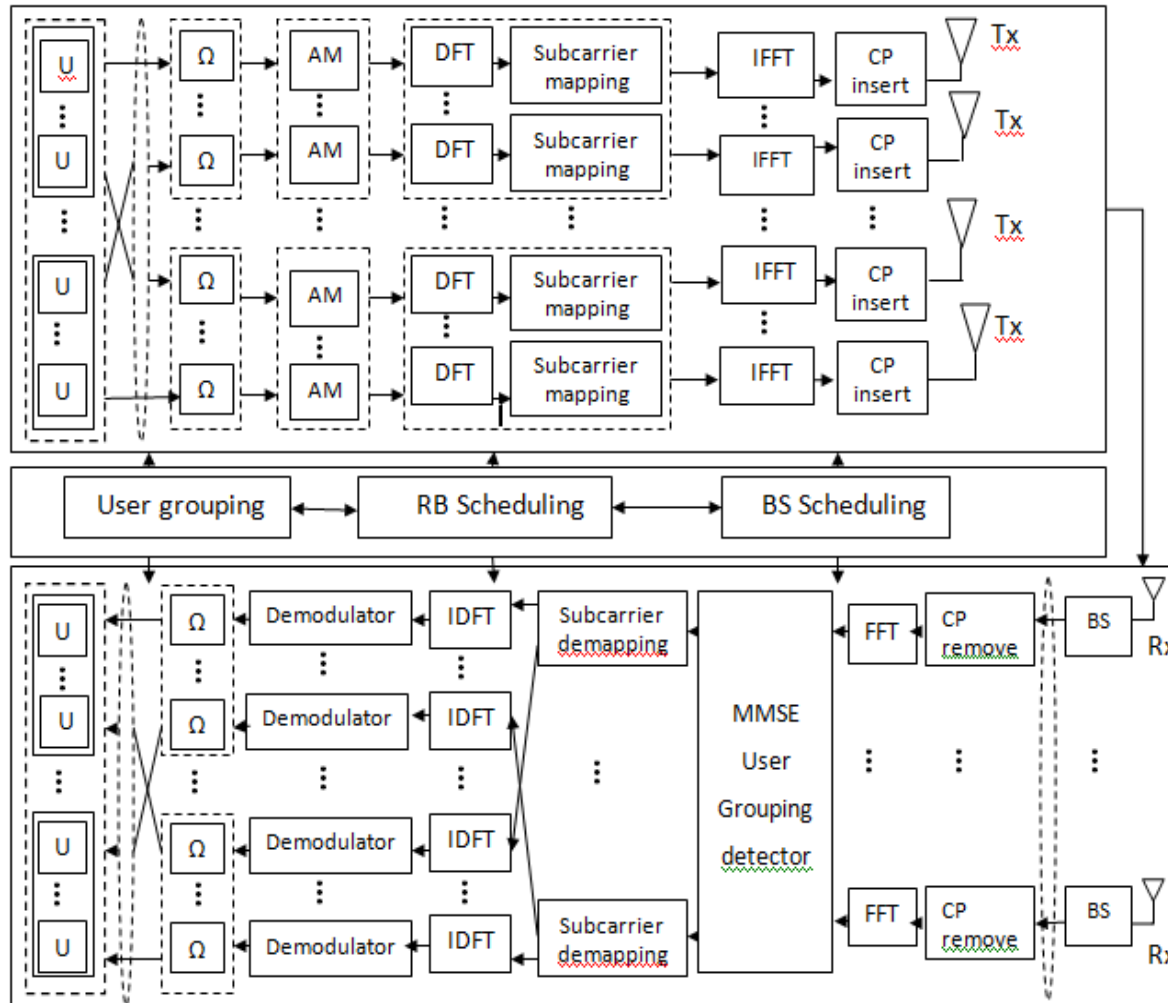 U Ω AM DFT Subcarrier mapping IFFT CP insert Tx
U Ω AM DFT Subcarrier mapping IFFT CP insert Tx
U Ω AM DFT Subcarrier mapping IFFT CP insert Tx
U Ω AM DFT Subcarrier mapping IFFT CP insert Tx
User grouping RB Scheduling BS Scheduling
U Ω Demodulator IDFT Subcarrier demapping FFT CP remove BS Rx
U Ω Demodulator IDFT
MMSE
User
Grouping
detector
U Ω Demodulator IDFT
U Ω Demodulator IDFT Subcarrier demapping FFT CP remove BS Rx